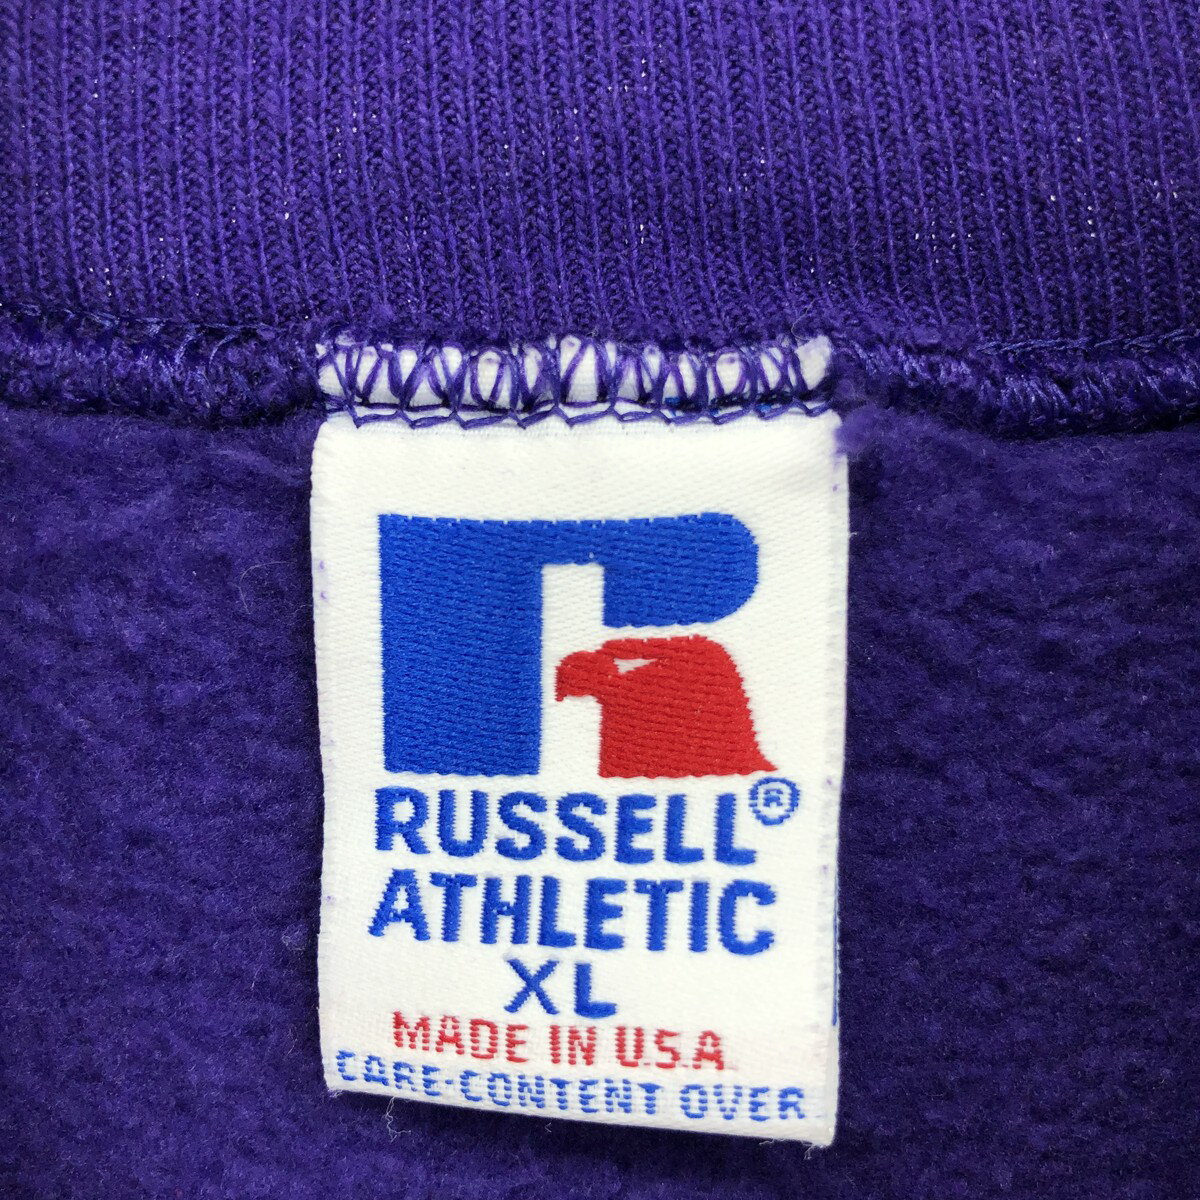 RUSSELL®
ATHLETIC
XL
MADE IN U.S.A.
CARE-CONTENT OVER